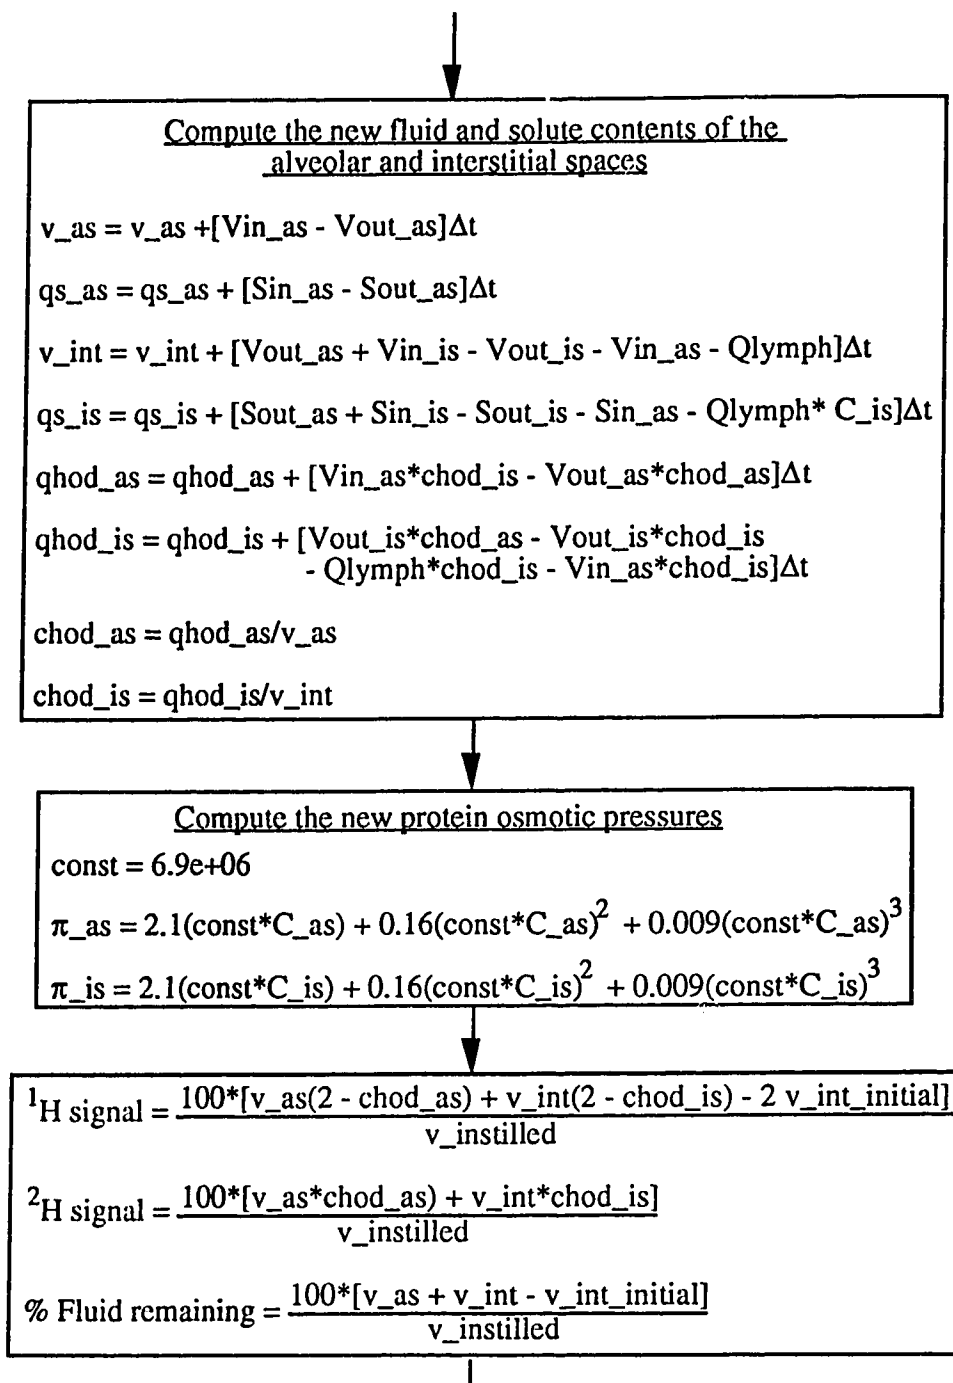 Compute the new fluid and solute contents of the
alveolar and interstitial spaces
v_as = v_as +[Vin_as - Vout_as]Δt
qs_as = qs_as + [Sin_as - Sout_as]Δt
v_int = v_int + [Vout_as + Vin_is - Vout_is - Vin_as - Qlymph]Δt
qs_is = qs_is + [Sout_as + Sin_is - Sout_is - Sin_as - Qlymph* C_is]Δt
qhod_as = qhod_as + [Vin_as*chod_is - Vout_as*chod_as]Δt
qhod_is = qhod_is + [Vout_is*chod_as - Vout_is*chod_is
- Qlymph*chod_is - Vin_as*chod_is]Δt
chod_as = qhod_as/v_as
chod_is = qhod_is/v_int
Compute the new protein osmotic pressures
const = 6.9e+06
π_as = 2.1(const*C_as) + 0.16(const*C_as)² + 0.009(const*C_as)³
π_is = 2.1(const*C_is) + 0.16(const*C_is)² + 0.009(const*C_is)³
¹H signal = 100*[v_as(2 - chod_as) + v_int(2 - chod_is) - 2 v_int_initial]
v_instilled
²H signal = 100*[v_as*chod_as) + v_int*chod_is]
v_instilled
% Fluid remaining = 100*[v_as + v_int - v_int_initial]
v_instilled